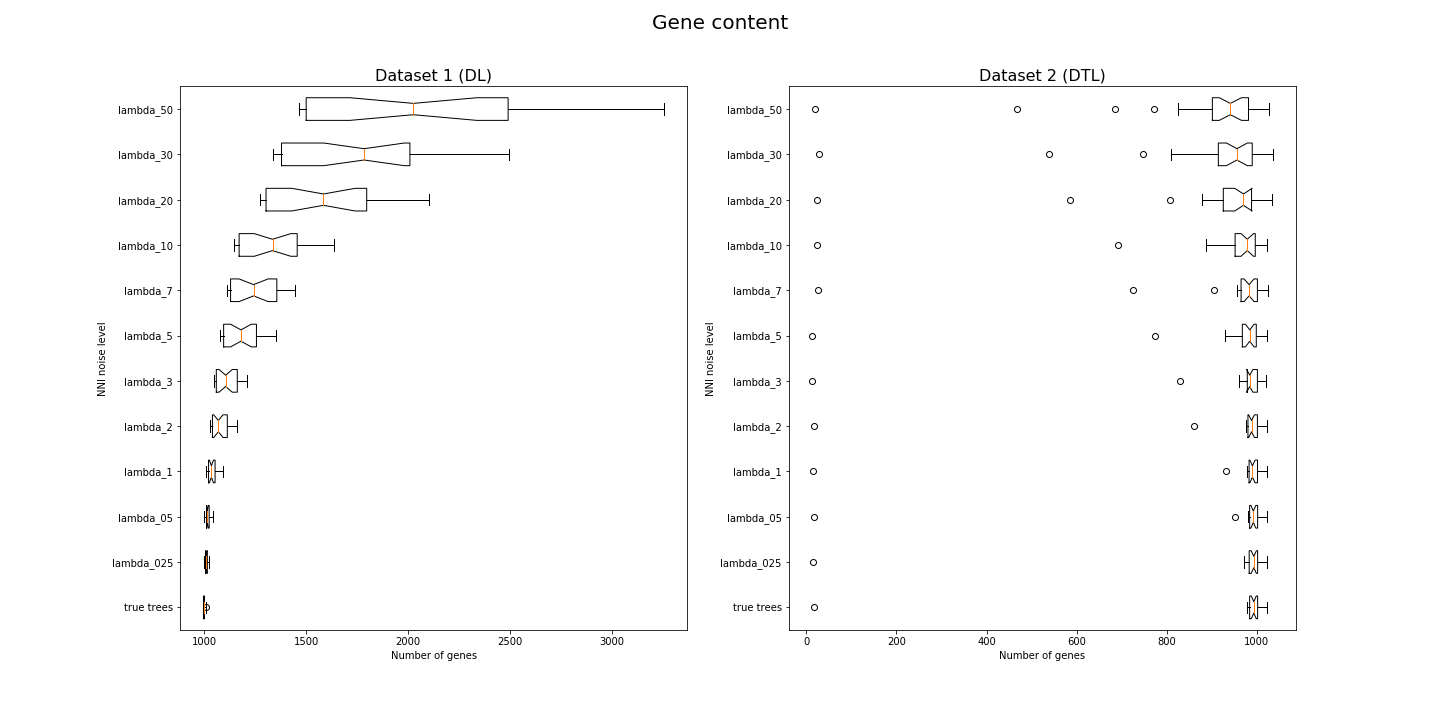 Gene content
Dataset 1 (DL)
lambda_50
lambda_30
lambda_20
lambda_10
lambda_7
lambda_5
lambda_3
lambda_2
lambda_1
lambda_05
lambda_025
true trees
NNI noise level
1000 1500 2000 2500 3000
Number of genes
Dataset 2 (DTL)
lambda_50
lambda_30
lambda_20
lambda_10
lambda_7
lambda_5
lambda_3
lambda_2
lambda_1
lambda_05
lambda_025
true trees
NNI noise level
0 200 400 600 800 1000
Number of genes